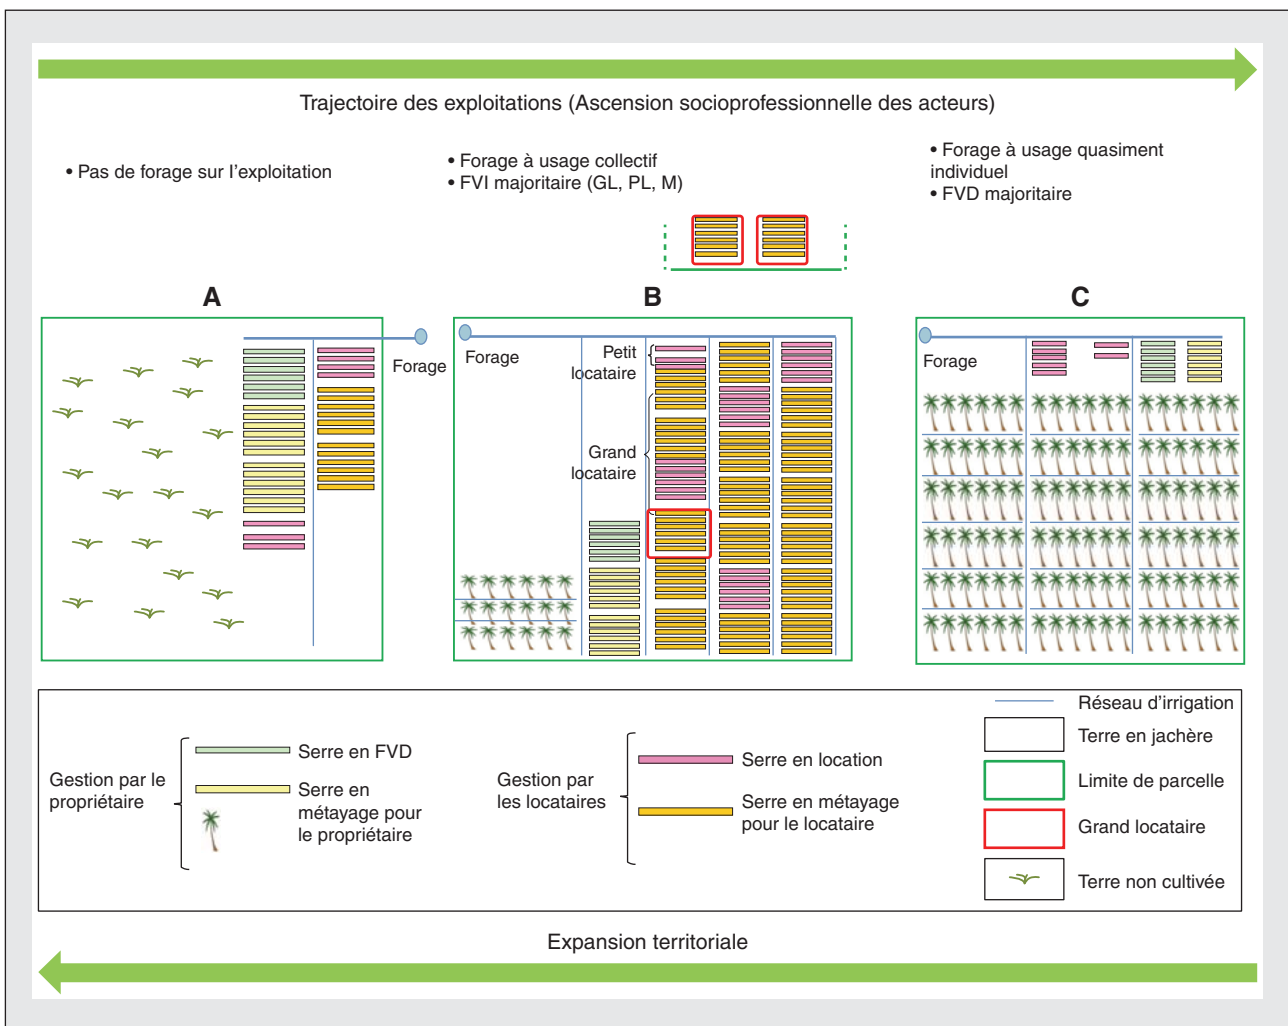 Trajectoire des exploitations (Ascension socioprofessionnelle des acteurs)
• Pas de forage sur l'exploitation
• Forage à usage collectif
• FVI majoritaire (GL, PL, M)
• Forage à usage quasiment
individuel
• FVD majoritaire
A
B
C
Forage
Forage
Petit
locataire
Grand
locataire
Forage
Gestion par le
propriétaire
Serre en FVD
Serre en
métayage pour
le propriétaire
Gestion par
les locataires
Serre en location
Serre en métayage
pour le locataire
Réseau d'irrigation
Terre en jachère
Limite de parcelle
Grand locataire
Terre non cultivée
Expansion territoriale